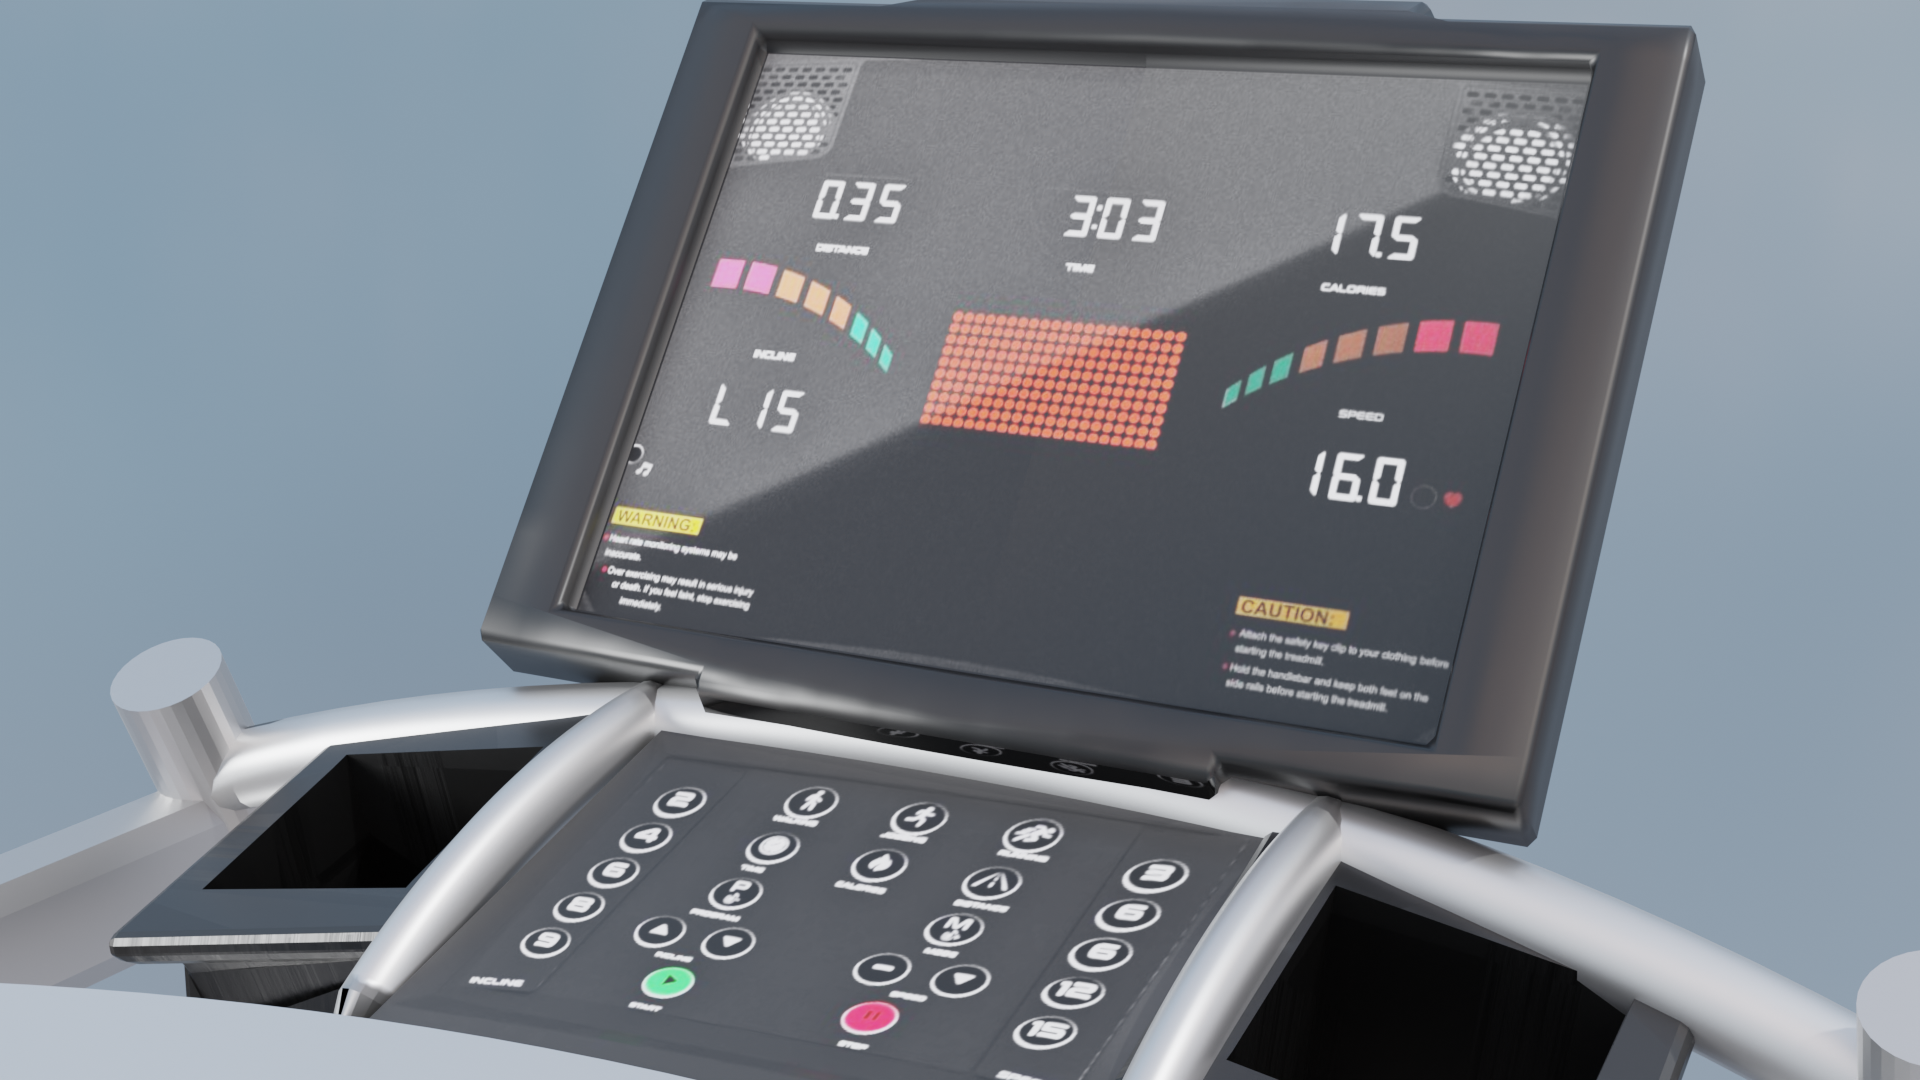 0.35
3:03
17.5
DISTANCE
TIME
CALORIES
INCLINE
SPEED
L 15
16.0
WARNING:
Heart rate monitoring systems may be
inaccurate.
Over exercising may result in serious injury
or death. If you feel faint, stop exercising
immediately.
CAUTION:
Attach the safety key clip to your clothing before
starting the treadmill.
Hold the handlebar and keep both feet on the
side rails before starting the treadmill.
2
4
6
8
9
INCLINE
TIME
CALORIES
DISTANCE
P
PROGRAM
M
MODE
INCLINE
SPEED
START
STOP
3
6
6
12
15